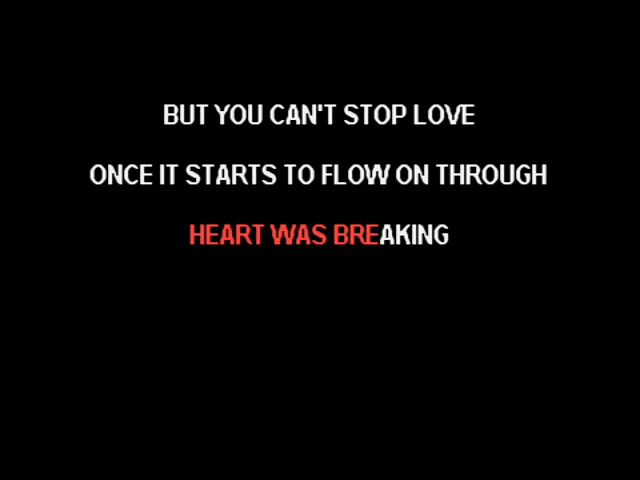 BUT YOU CAN'T STOP LOVE
ONCE IT STARTS TO FLOW ON THROUGH
HEART WAS BREAKING